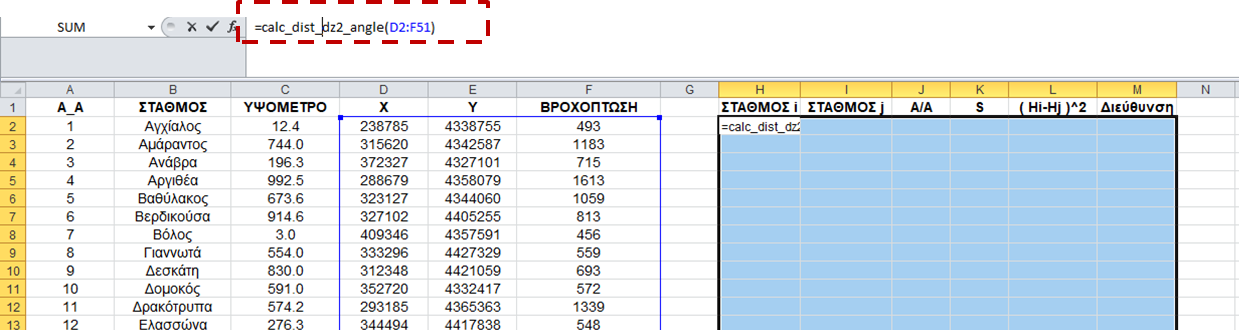 SUM fx =calc_dist_dz2_angle(D2:F51)
A B C D E F G H I J K L M N
1 A_A ΣΤΑΘΜΟΣ ΥΨΟΜΕΤΡΟ X Y ΒΡΟΧΟΠΤΩΣΗ ΣΤΑΘΜΟΣ i ΣΤΑΘΜΟΣ j A/A S ( Hi-Hj )^2 Διεύθυνση
2 1 Αγχίαλος 12.4 238785 4338755 493 =calc_dist_dz2
3 2 Αμάραντος 744.0 315620 4342587 1183
4 3 Ανάβρα 196.3 372327 4327101 715
5 4 Αργιθέα 992.5 288679 4358079 1613
6 5 Βαθύλακος 673.6 323127 4344060 1059
7 6 Βερδικούσα 914.6 327102 4405255 813
8 7 Βόλος 3.0 409346 4357591 456
9 8 Γιαννωτά 554.0 333296 4427329 559
10 9 Δεσκάτη 830.0 312348 4421059 693
11 10 Δομοκός 591.0 352720 4332417 572
12 11 Δρακότρυπα 574.2 293185 4365363 1339
13 12 Ελασσώνα 276.3 344494 4417838 548